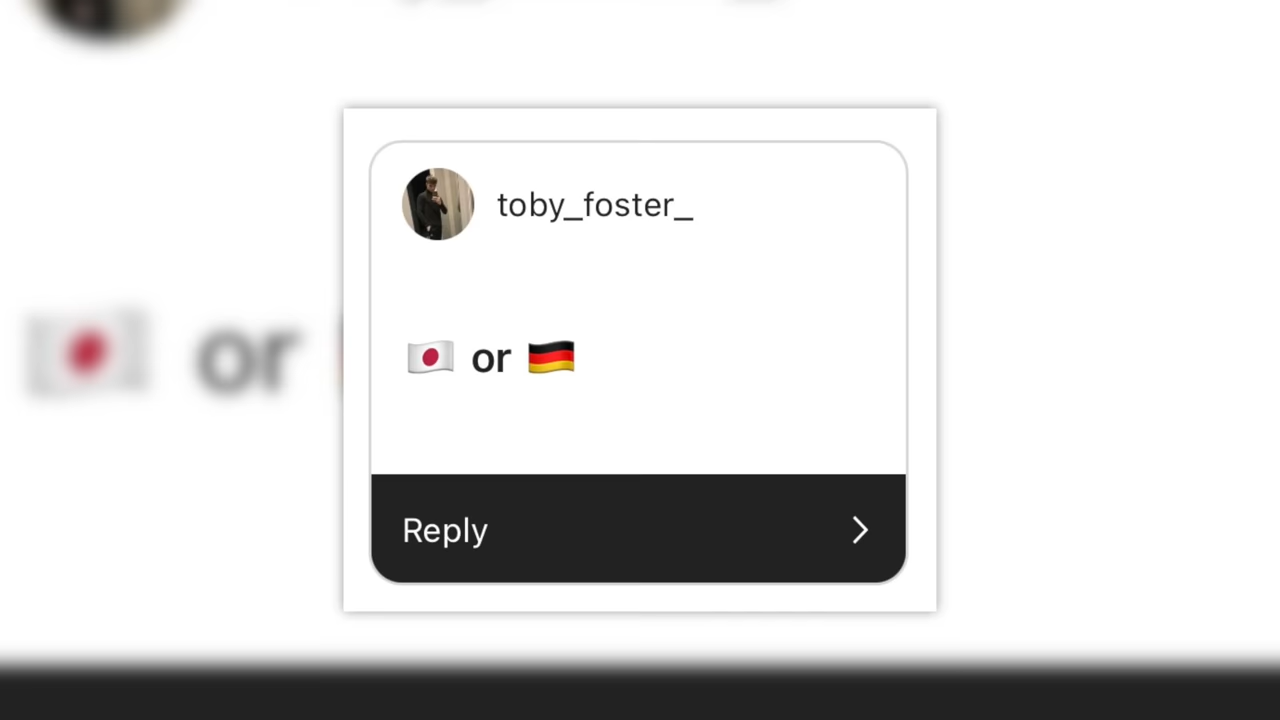 toby_foster_
🇯🇵 or 🇩🇪
Reply